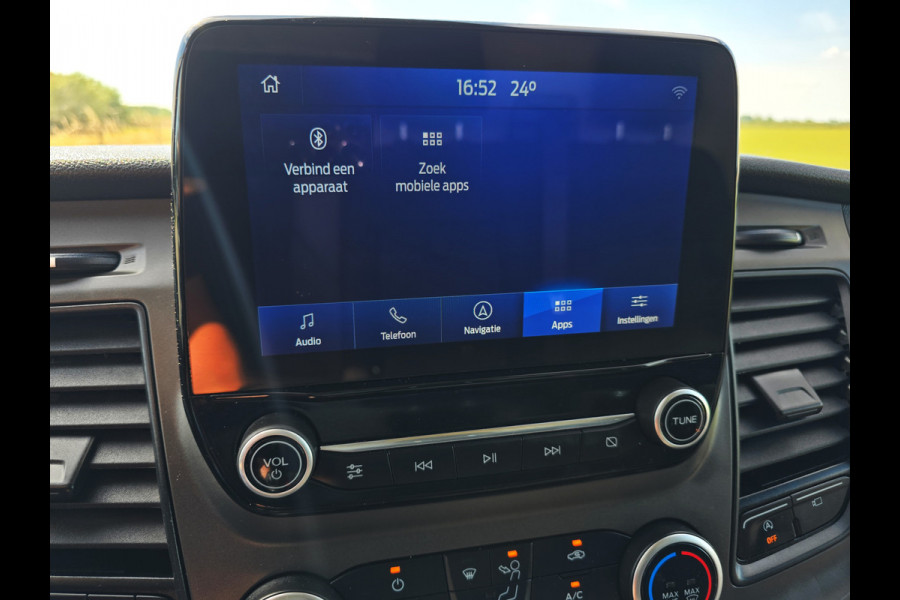 16:52 24º
Verbind een
apparaat
Zoek
mobiele apps
Audio
Telefoon
Navigatie
Apps
Instellingen
VOL
TUNE
OFF
A/C
MAX MAX